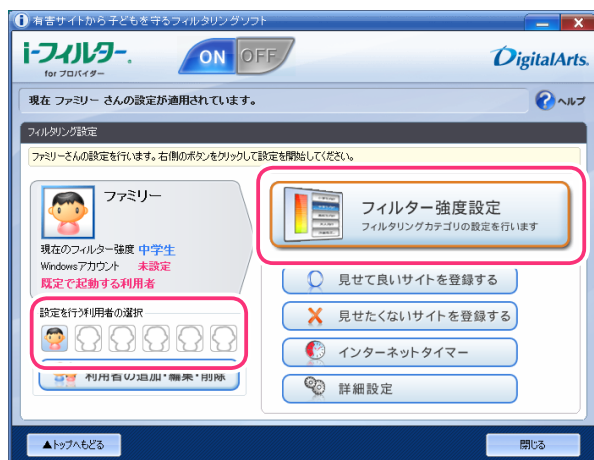 有害サイトから子どもを守るフィルタリングソフト
i-フィルター.
for プロバイダー
ON OFF
DigitalArts.
現在 ファミリー さんの設定が適用されています。
ヘルプ
フィルタリング設定
ファミリーさんの設定を行います。右側のボタンをクリックして設定を開始してください。
ファミリー
現在のフィルター強度 中学生
Windowsアカウント 未設定
既定で起動する利用者
設定を行う利用者の選択
利用者の追加・編集・削除
フィルター強度設定
フィルタリングカテゴリの設定を行います
見せて良いサイトを登録する
見せたくないサイトを登録する
インターネットタイマー
詳細設定
▲トップへもどる
閉じる